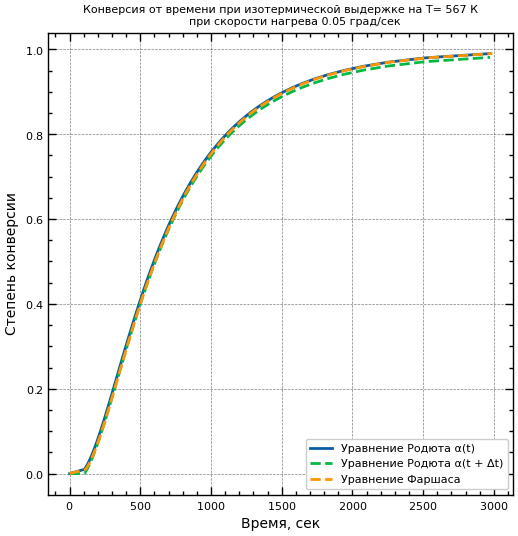 Конверсия от времени при изотермической выдержке на T= 567 K
при скорости нагрева 0.05 град/сек
1.0
0.8
0.6
0.4
0.2
0.0
Степень конверсии
Уравнение Родюта α(t)
Уравнение Родюта α(t + Δt)
Уравнение Фаршаса
0 500 1000 1500 2000 2500 3000
Время, сек